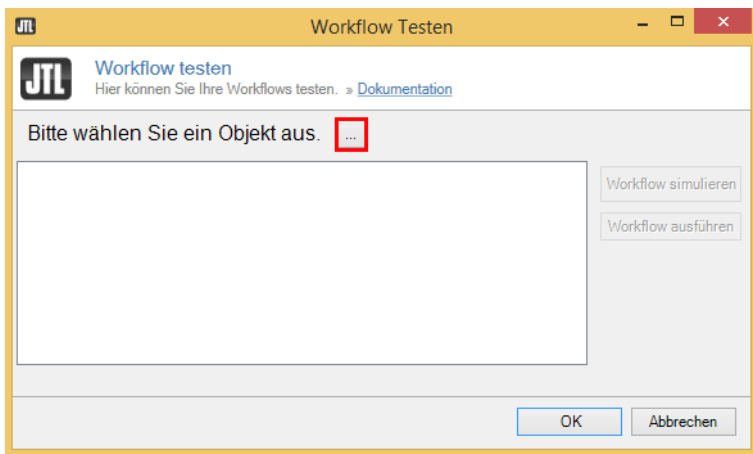 JTL Workflow Testen
JTL
Workflow testen
Hier können Sie Ihre Workflows testen. » Dokumentation
Bitte wählen Sie ein Objekt aus. ...
Workflow simulieren
Workflow ausführen
OK Abbrechen